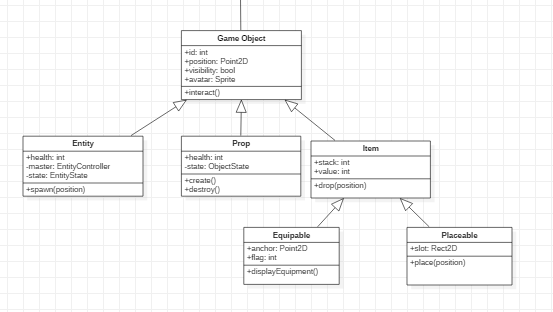 Game Object
+id: int
+position: Point2D
+visibility: bool
+avatar: Sprite
+interact()
Entity
+health: int
-master: EntityController
-state: EntityState
+spawn(position)
Prop
+health: int
-state: ObjectState
+create()
+destroy()
Item
+stack: int
+value: int
+drop(position)
Equipable
+anchor: Point2D
+flag: int
+displayEquipment()
Placeable
+slot: Rect2D
+place(position)